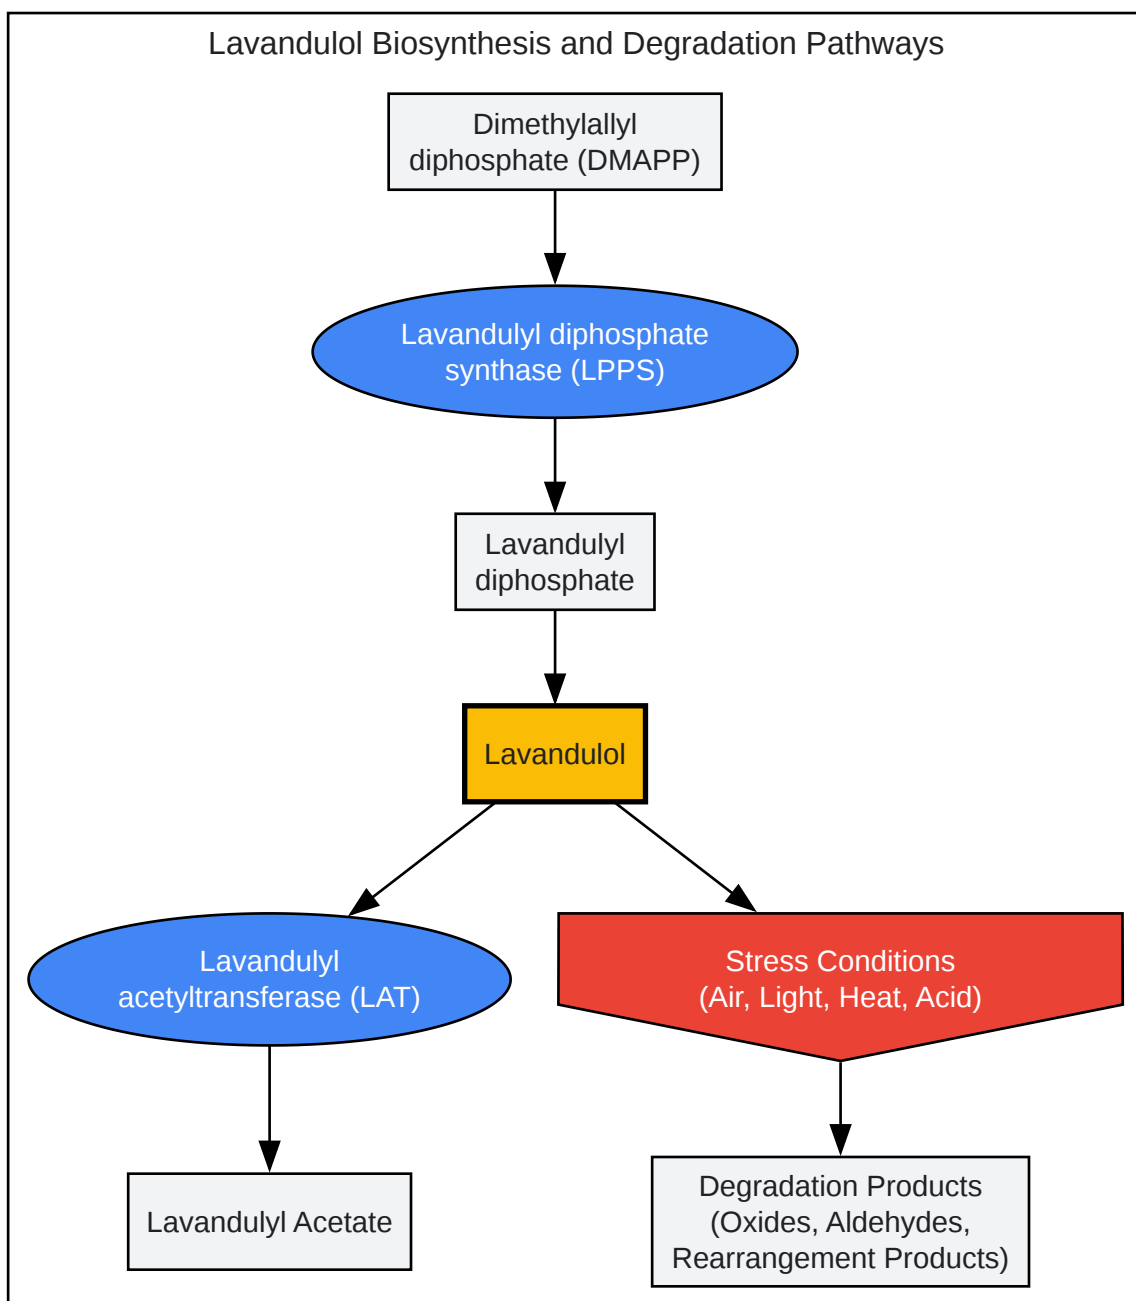 Lavandulol Biosynthesis and Degradation Pathways
Dimethylallyl
diphosphate (DMAPP)
Lavandulyl diphosphate
synthase (LPPS)
Lavandulyl
diphosphate
Lavandulol
Lavandulyl
acetyltransferase (LAT)
Stress Conditions
(Air, Light, Heat, Acid)
Lavandulyl Acetate
Degradation Products
(Oxides, Aldehydes,
Rearrangement Products)